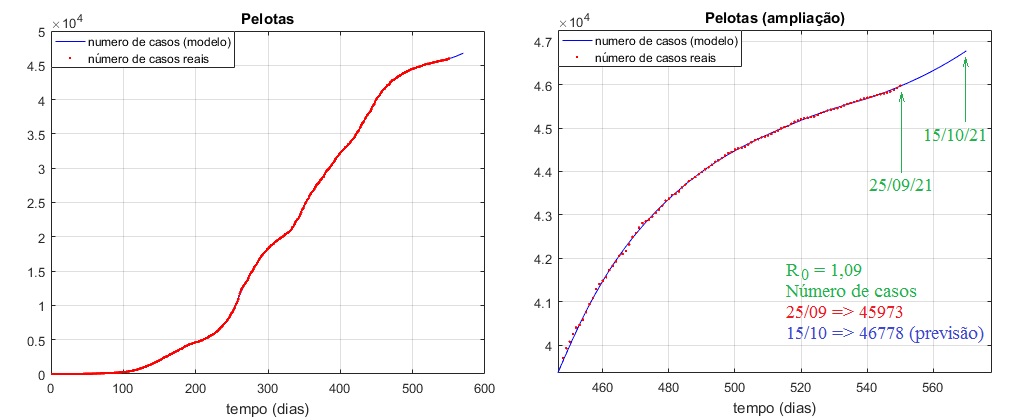 Pelotas
×10⁴
numero de casos (modelo)
número de casos reais
5
4.5
4
3.5
3
2.5
2
1.5
1
0.5
0
0 100 200 300 400 500 600
tempo (dias)
Pelotas (ampliação)
×10⁴
numero de casos (modelo)
número de casos reais
4.7
4.6
4.5
4.4
4.3
4.2
4.1
4
15/10/21
25/09/21
R₀ = 1,09
Número de casos
25/09 => 45973
15/10 => 46778 (previsão)
460 480 500 520 540 560
tempo (dias)